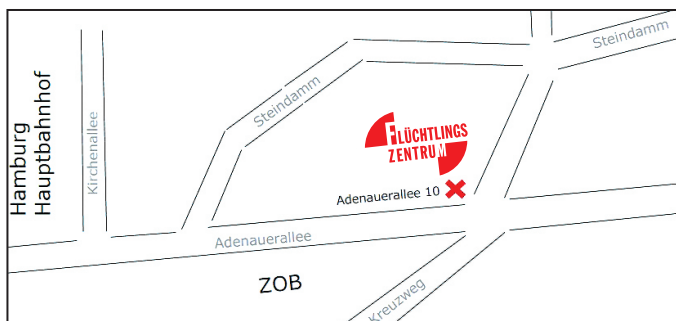 Steindamm
Hamburg
Hauptbahnhof
Kirchenallee
Steindamm
FLÜCHTLINGS
ZENTRUM
Adenauerallee 10
Adenauerallee
ZOB
Kreuzweg